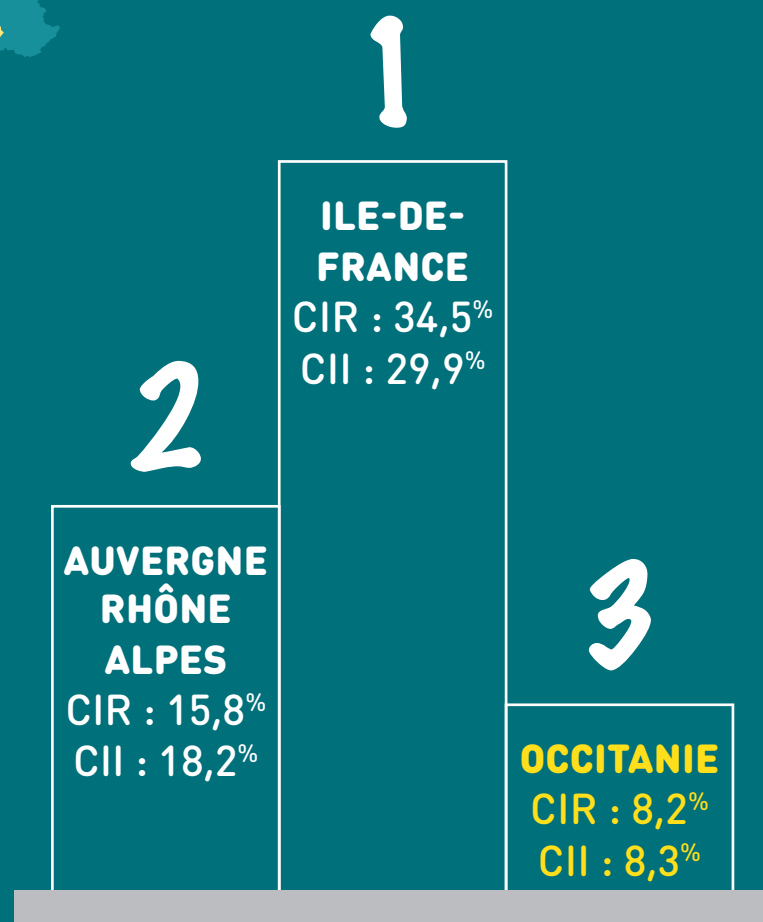 1
ILE-DE-
FRANCE
CIR : 34,5%
CII : 29,9%
2
AUVERGNE
RHÔNE
ALPES
CIR : 15,8%
CII : 18,2%
3
OCCITANIE
CIR : 8,2%
CII : 8,3%